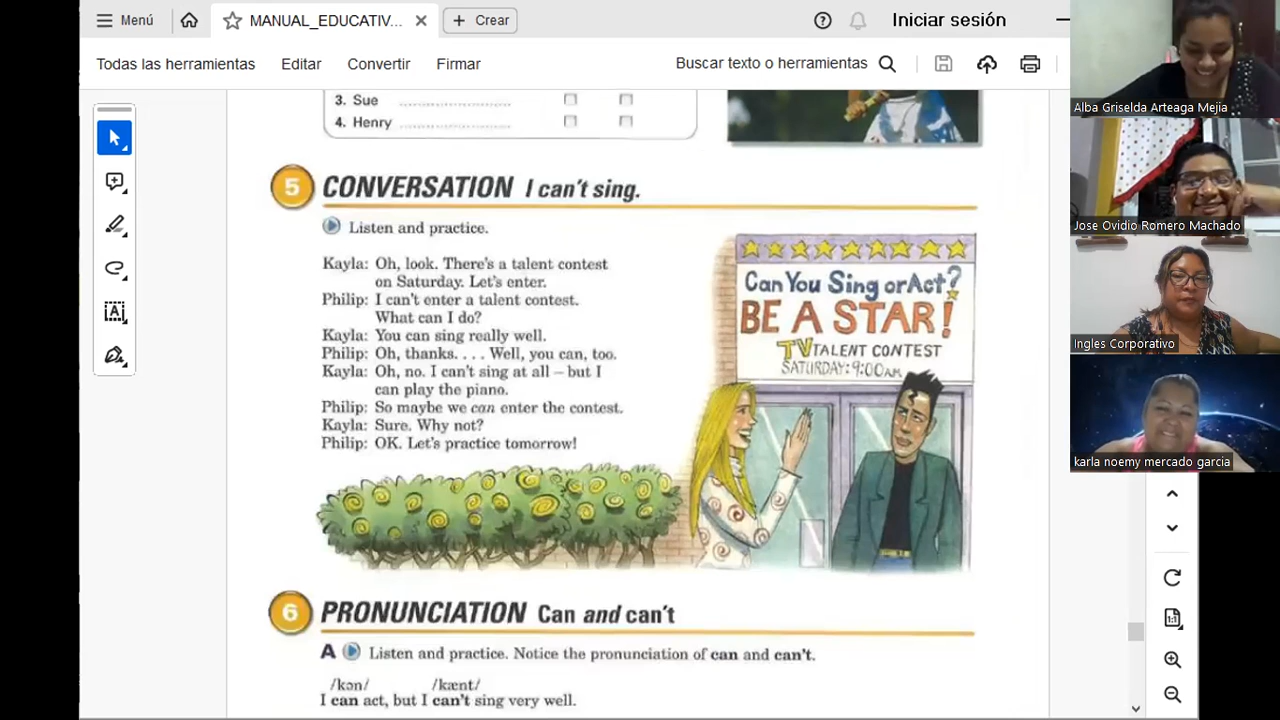 Menú
MANUAL_EDUCATIV...
Crear
Iniciar sesión
Todas las herramientas
Editar
Convertir
Firmar
Buscar texto o herramientas
3. Sue
4. Henry
5 CONVERSATION I can't sing.
Listen and practice.
Kayla: Oh, look. There's a talent contest
on Saturday. Let's enter.
Philip: I can't enter a talent contest.
What can I do?
Kayla: You can sing really well.
Philip: Oh, thanks. . . . Well, you can, too.
Kayla: Oh, no. I can't sing at all – but I
can play the piano.
Philip: So maybe we can enter the contest.
Kayla: Sure. Why not?
Philip: OK. Let's practice tomorrow!
Can You Sing or Act?
BE A STAR!
TV TALENT CONTEST
SATURDAY: 9:00 AM
6 PRONUNCIATION Can and can't
A Listen and practice. Notice the pronunciation of can and can't.
/kən/ /kænt/
I can act, but I can't sing very well.
Alba Griselda Arteaga Mejia
Jose Ovidio Romero Machado
Ingles Corporativo
karla noemy mercado garcia